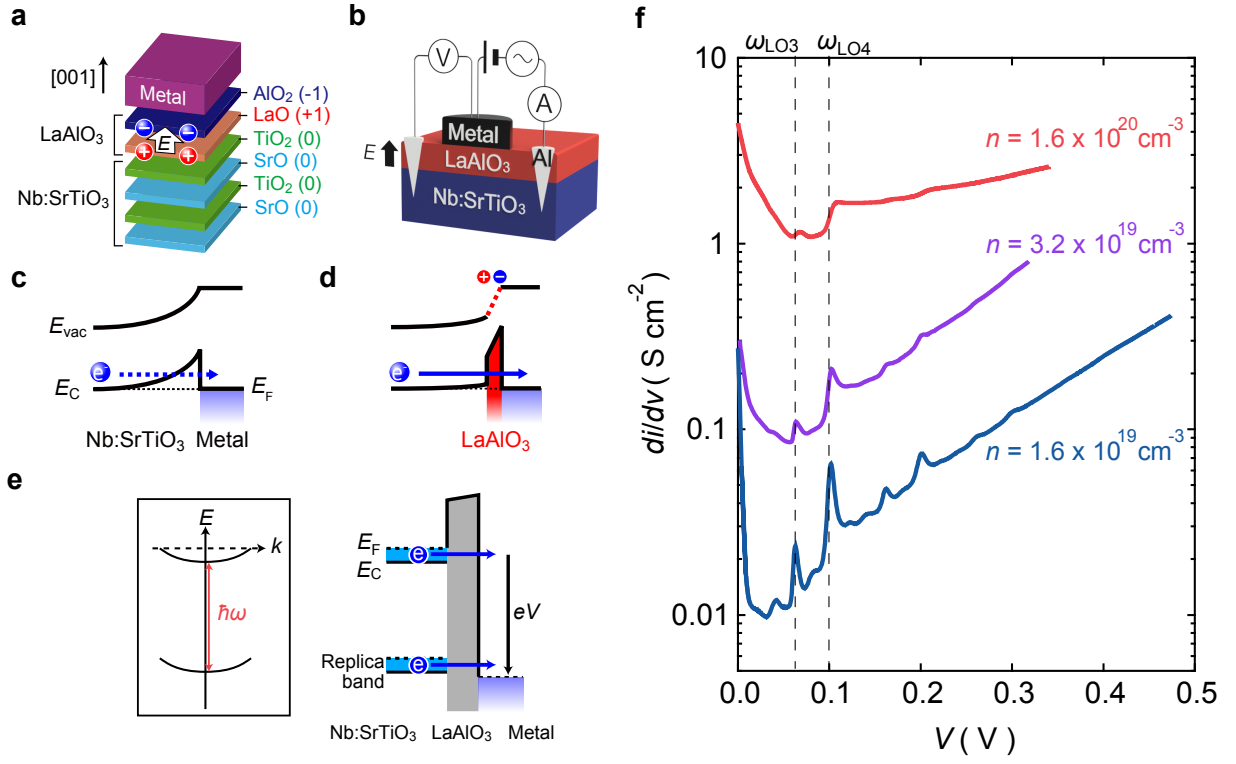 a
[001]
Metal
LaAlO3
Nb:SrTiO3
E
AlO2 (-1)
LaO (+1)
TiO2 (0)
SrO (0)
TiO2 (0)
SrO (0)
b
V
A
Metal
Al
E
LaAlO3
Nb:SrTiO3
c
Evac
e-
EC
EF
Nb:SrTiO3 Metal
d
+ −
e-
LaAlO3
e
E
k
ħω
EF
EC
e
eV
Replica
band
e
Nb:SrTiO3 LaAlO3 Metal
f
ωLO3 ωLO4
10
1
0.1
0.01
di/dv ( S cm-2)
n = 1.6 x 10^20 cm-3
n = 3.2 x 10^19 cm-3
n = 1.6 x 10^19 cm-3
0.0 0.1 0.2 0.3 0.4 0.5
V ( V )